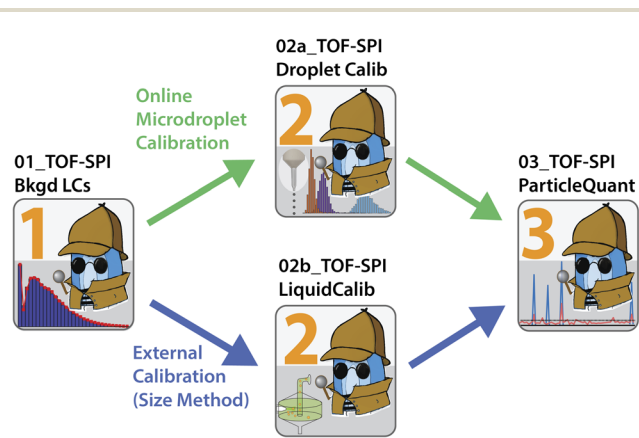 02a_TOF-SPI
Droplet Calib
2
Online
Microdroplet
Calibration
01_TOF-SPI
Bkgd LCs
1
03_TOF-SPI
ParticleQuant
3
02b_TOF-SPI
LiquidCalib
2
External
Calibration
(Size Method)